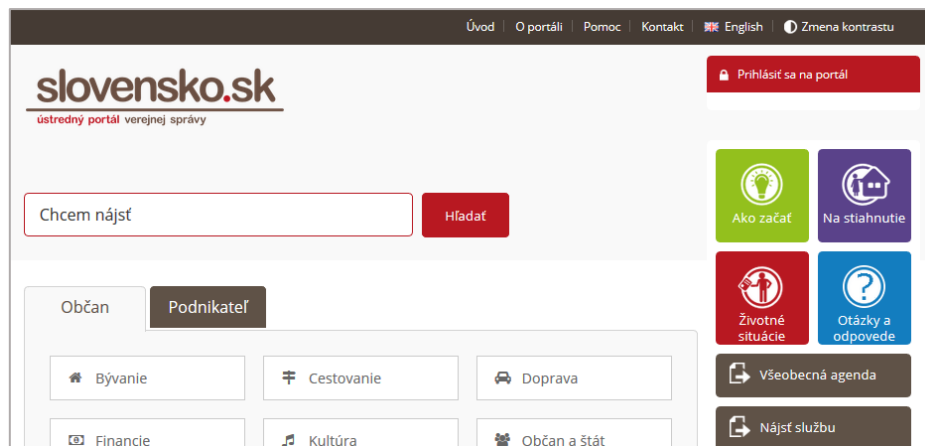 Úvod | O portáli | Pomoc | Kontakt | English | Zmena kontrastu
slovensko.sk
ústredný portál verejnej správy
Prihlásiť sa na portál
Chcem nájsť
Hľadať
Ako začať
Na stiahnutie
Životné
situácie
Otázky a
odpovede
Občan
Podnikateľ
Bývanie
Cestovanie
Doprava
Financie
Kultúra
Občan a štát
Všeobecná agenda
Nájsť službu